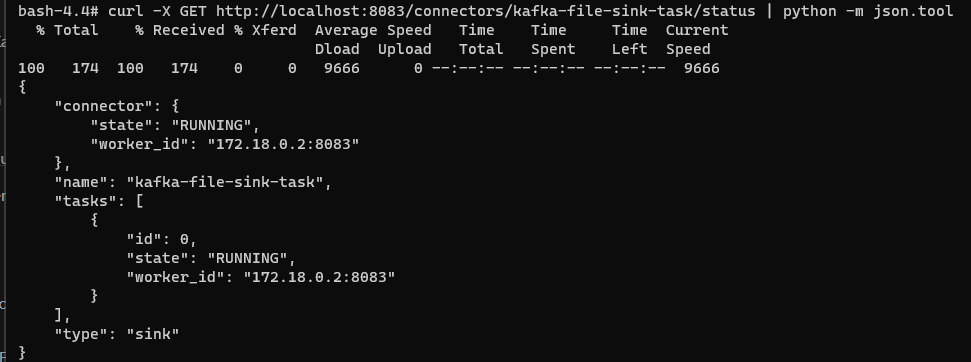 bash-4.4# curl -X GET http://localhost:8083/connectors/kafka-file-sink-task/status | python -m json.tool
  % Total    % Received % Xferd  Average Speed   Time    Time     Time  Current
                                 Dload  Upload   Total   Spent    Left  Speed
100   174  100   174    0     0   9666      0 --:--:-- --:--:-- --:--:--  9666
{
    "connector": {
        "state": "RUNNING",
        "worker_id": "172.18.0.2:8083"
    },
    "name": "kafka-file-sink-task",
    "tasks": [
        {
            "id": 0,
            "state": "RUNNING",
            "worker_id": "172.18.0.2:8083"
        }
    ],
    "type": "sink"
}